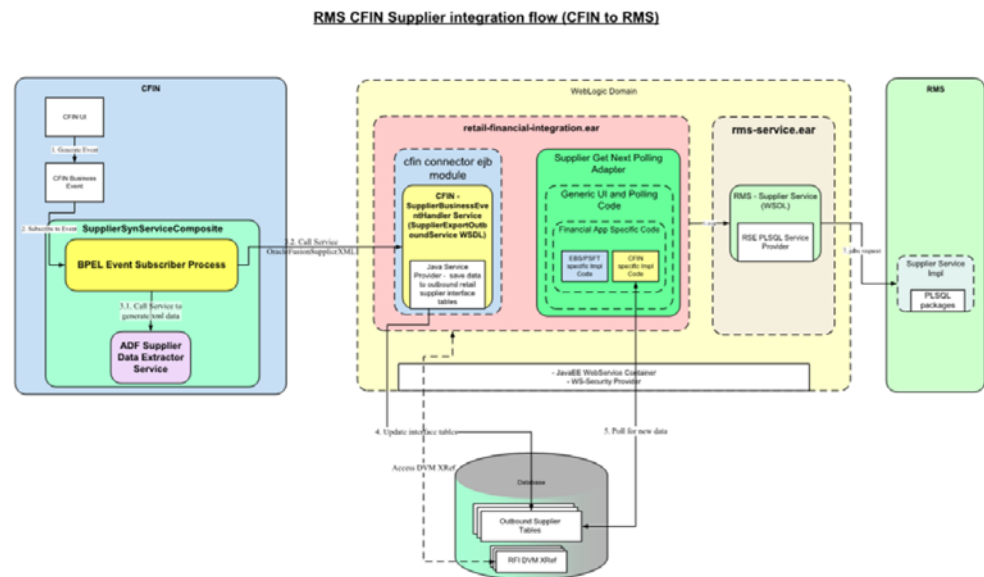 RMS CFIN Supplier integration flow (CFIN to RMS)
CFIN
CFIN UI
1. Generate Event
CFIN Business
Event
2. Subscribe to Event
SupplierSynServiceComposite
BPEL Event Subscriber Process
3.1. Call Service to
generate xml data
ADF Supplier
Data Extractor
Service
3.2. Call Service
OracleFusionSupplierXML)
WebLogic Domain
retail-financial-integration.ear
cfin connector ejb
module
CFIN -
SupplierBusinessEve
ntHandler Service
(SupplierExportOutb
oundService WSDL)
Java Service
Provider - save data
to outbound retail
supplier interface
tables
Supplier Get Next Polling
Adapter
Generic UI and Polling
Code
Financial App Specific Code
EBS/PSFT
specific Impl
Code
CFIN
specific Impl
Code
rms-service.ear
RMS - Supplier Service
(WSDL)
RSE PLSQL Service
Provider
- JavaEE WebService Container
- WS-Security Provider
RMS
request
Supplier Service
Impl
PLSQL
packages
4. Update interface tables
5. Poll for new data
Access DVM XRef
Database
Outbound Supplier
Tables
RFI DVM XRef